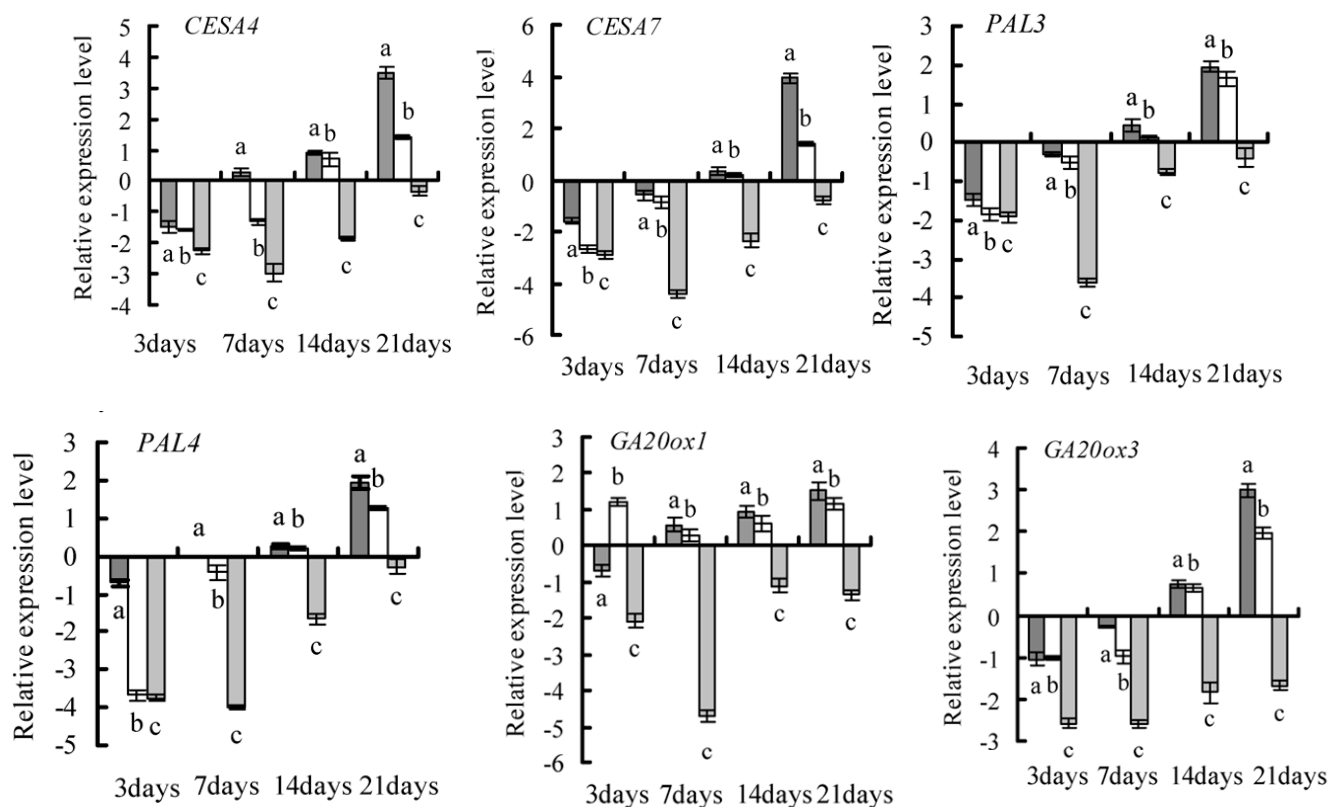 CESA4
Relative expression level
5
4
3
2
1
0
-1
-2
-3
-4
a b c
a b c
a b c
a b c
3days 7days 14days 21days
CESA7
Relative expression level
6
4
2
0
-2
-4
-6
a b c
a b c
a b c
a b c
3days 7days 14days 21days
PAL3
Relative expression level
3
2
1
0
-1
-2
-3
-4
-5
a b c
a b c
a b c
a b c
3days 7days 14days 21days
PAL4
Relative expression level
3
2
1
0
-1
-2
-3
-4
-5
a b c
a b c
a b c
a b c
3days 7days 14days 21days
GA20ox1
Relative expression level
3
2
1
0
-1
-2
-3
-4
-5
-6
a b c
a b c
a b c
a b c
3days 7days 14days 21days
GA20ox3
Relative expression level
4
3
2
1
0
-1
-2
-3
a b c
a b c
a b c
a b c
3days 7days 14days 21days